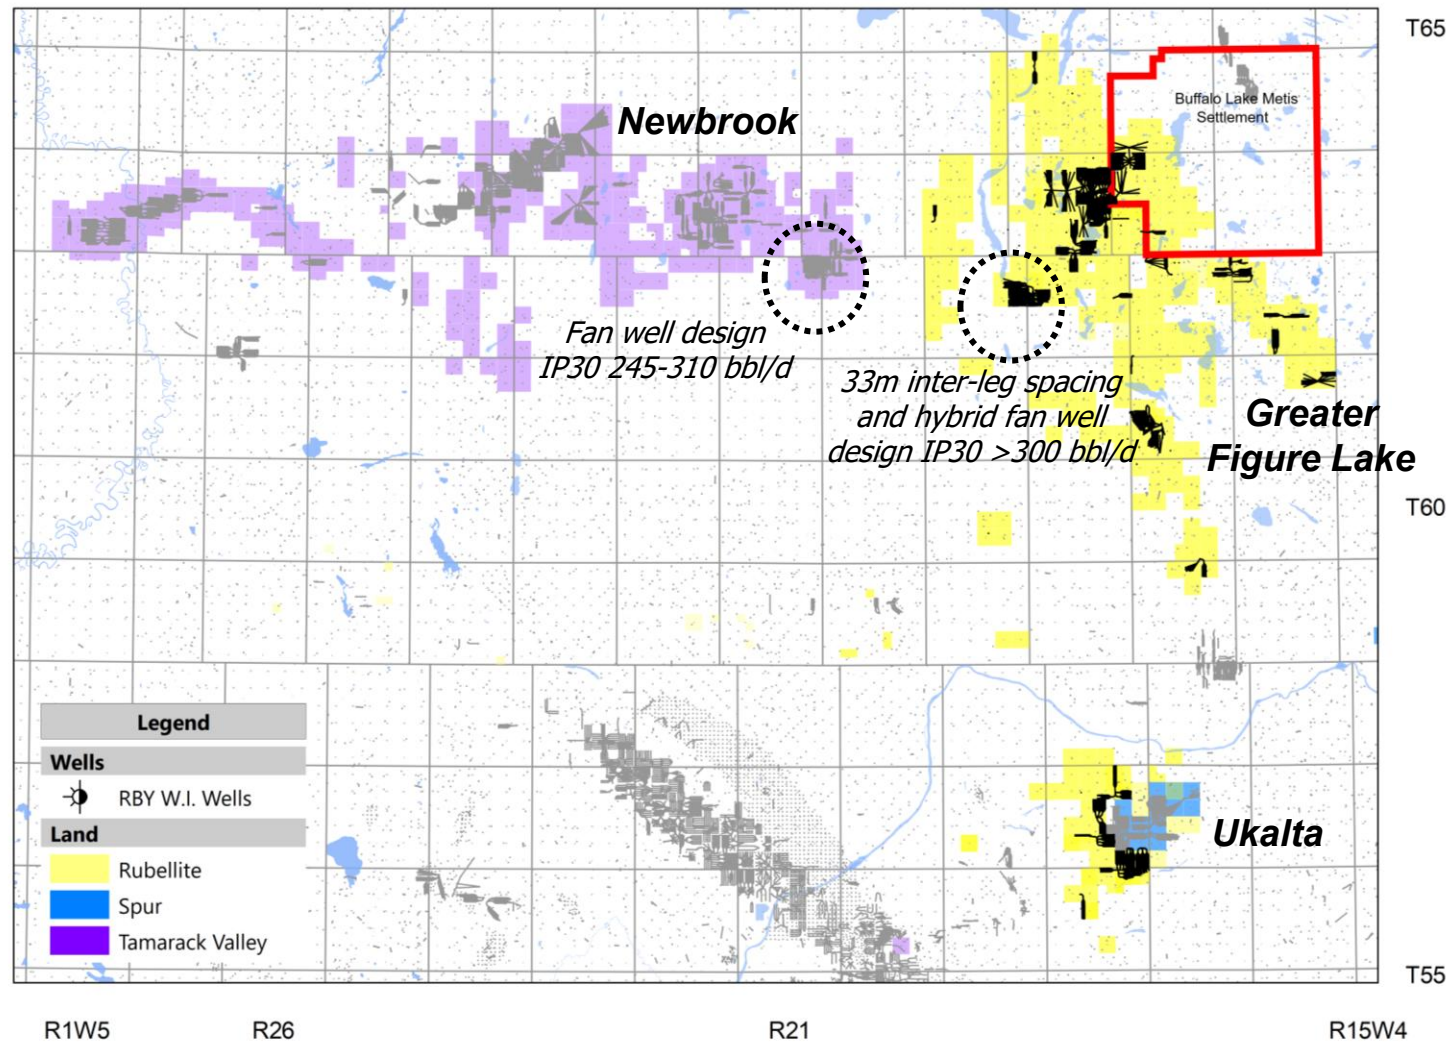 T65
Buffalo Lake Metis
Settlement
Newbrook
Fan well design
IP30 245-310 bbl/d
33m inter-leg spacing
and hybrid fan well
design IP30 >300 bbl/d
Greater
Figure Lake
T60
Legend
Wells
RBY W.I. Wells
Land
Rubellite
Spur
Tamarack Valley
Ukalta
T55
R1W5
R26
R21
R15W4